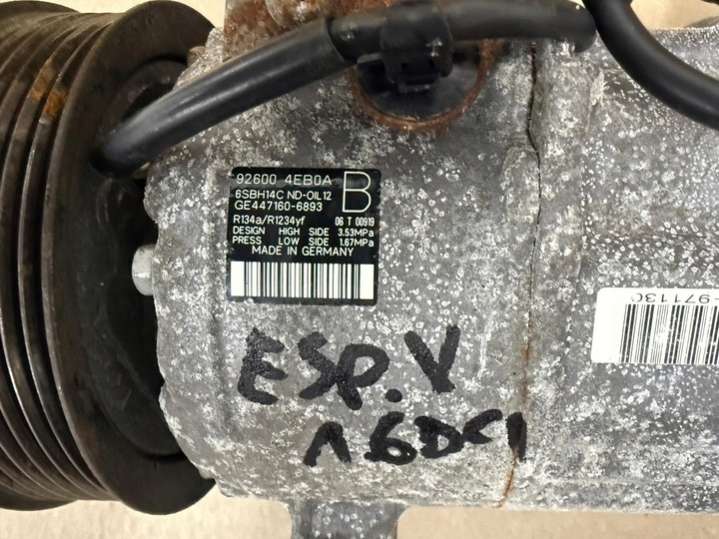 92600 4EB0A
B
6SBH14C ND-OIL12
GE447160-6893
R134a/R1234yf 06 T 00919
DESIGN HIGH SIDE 3.53MPa
PRESS LOW SIDE 1.67MPa
MADE IN GERMANY
97113C
ESP.V
1.6DCI